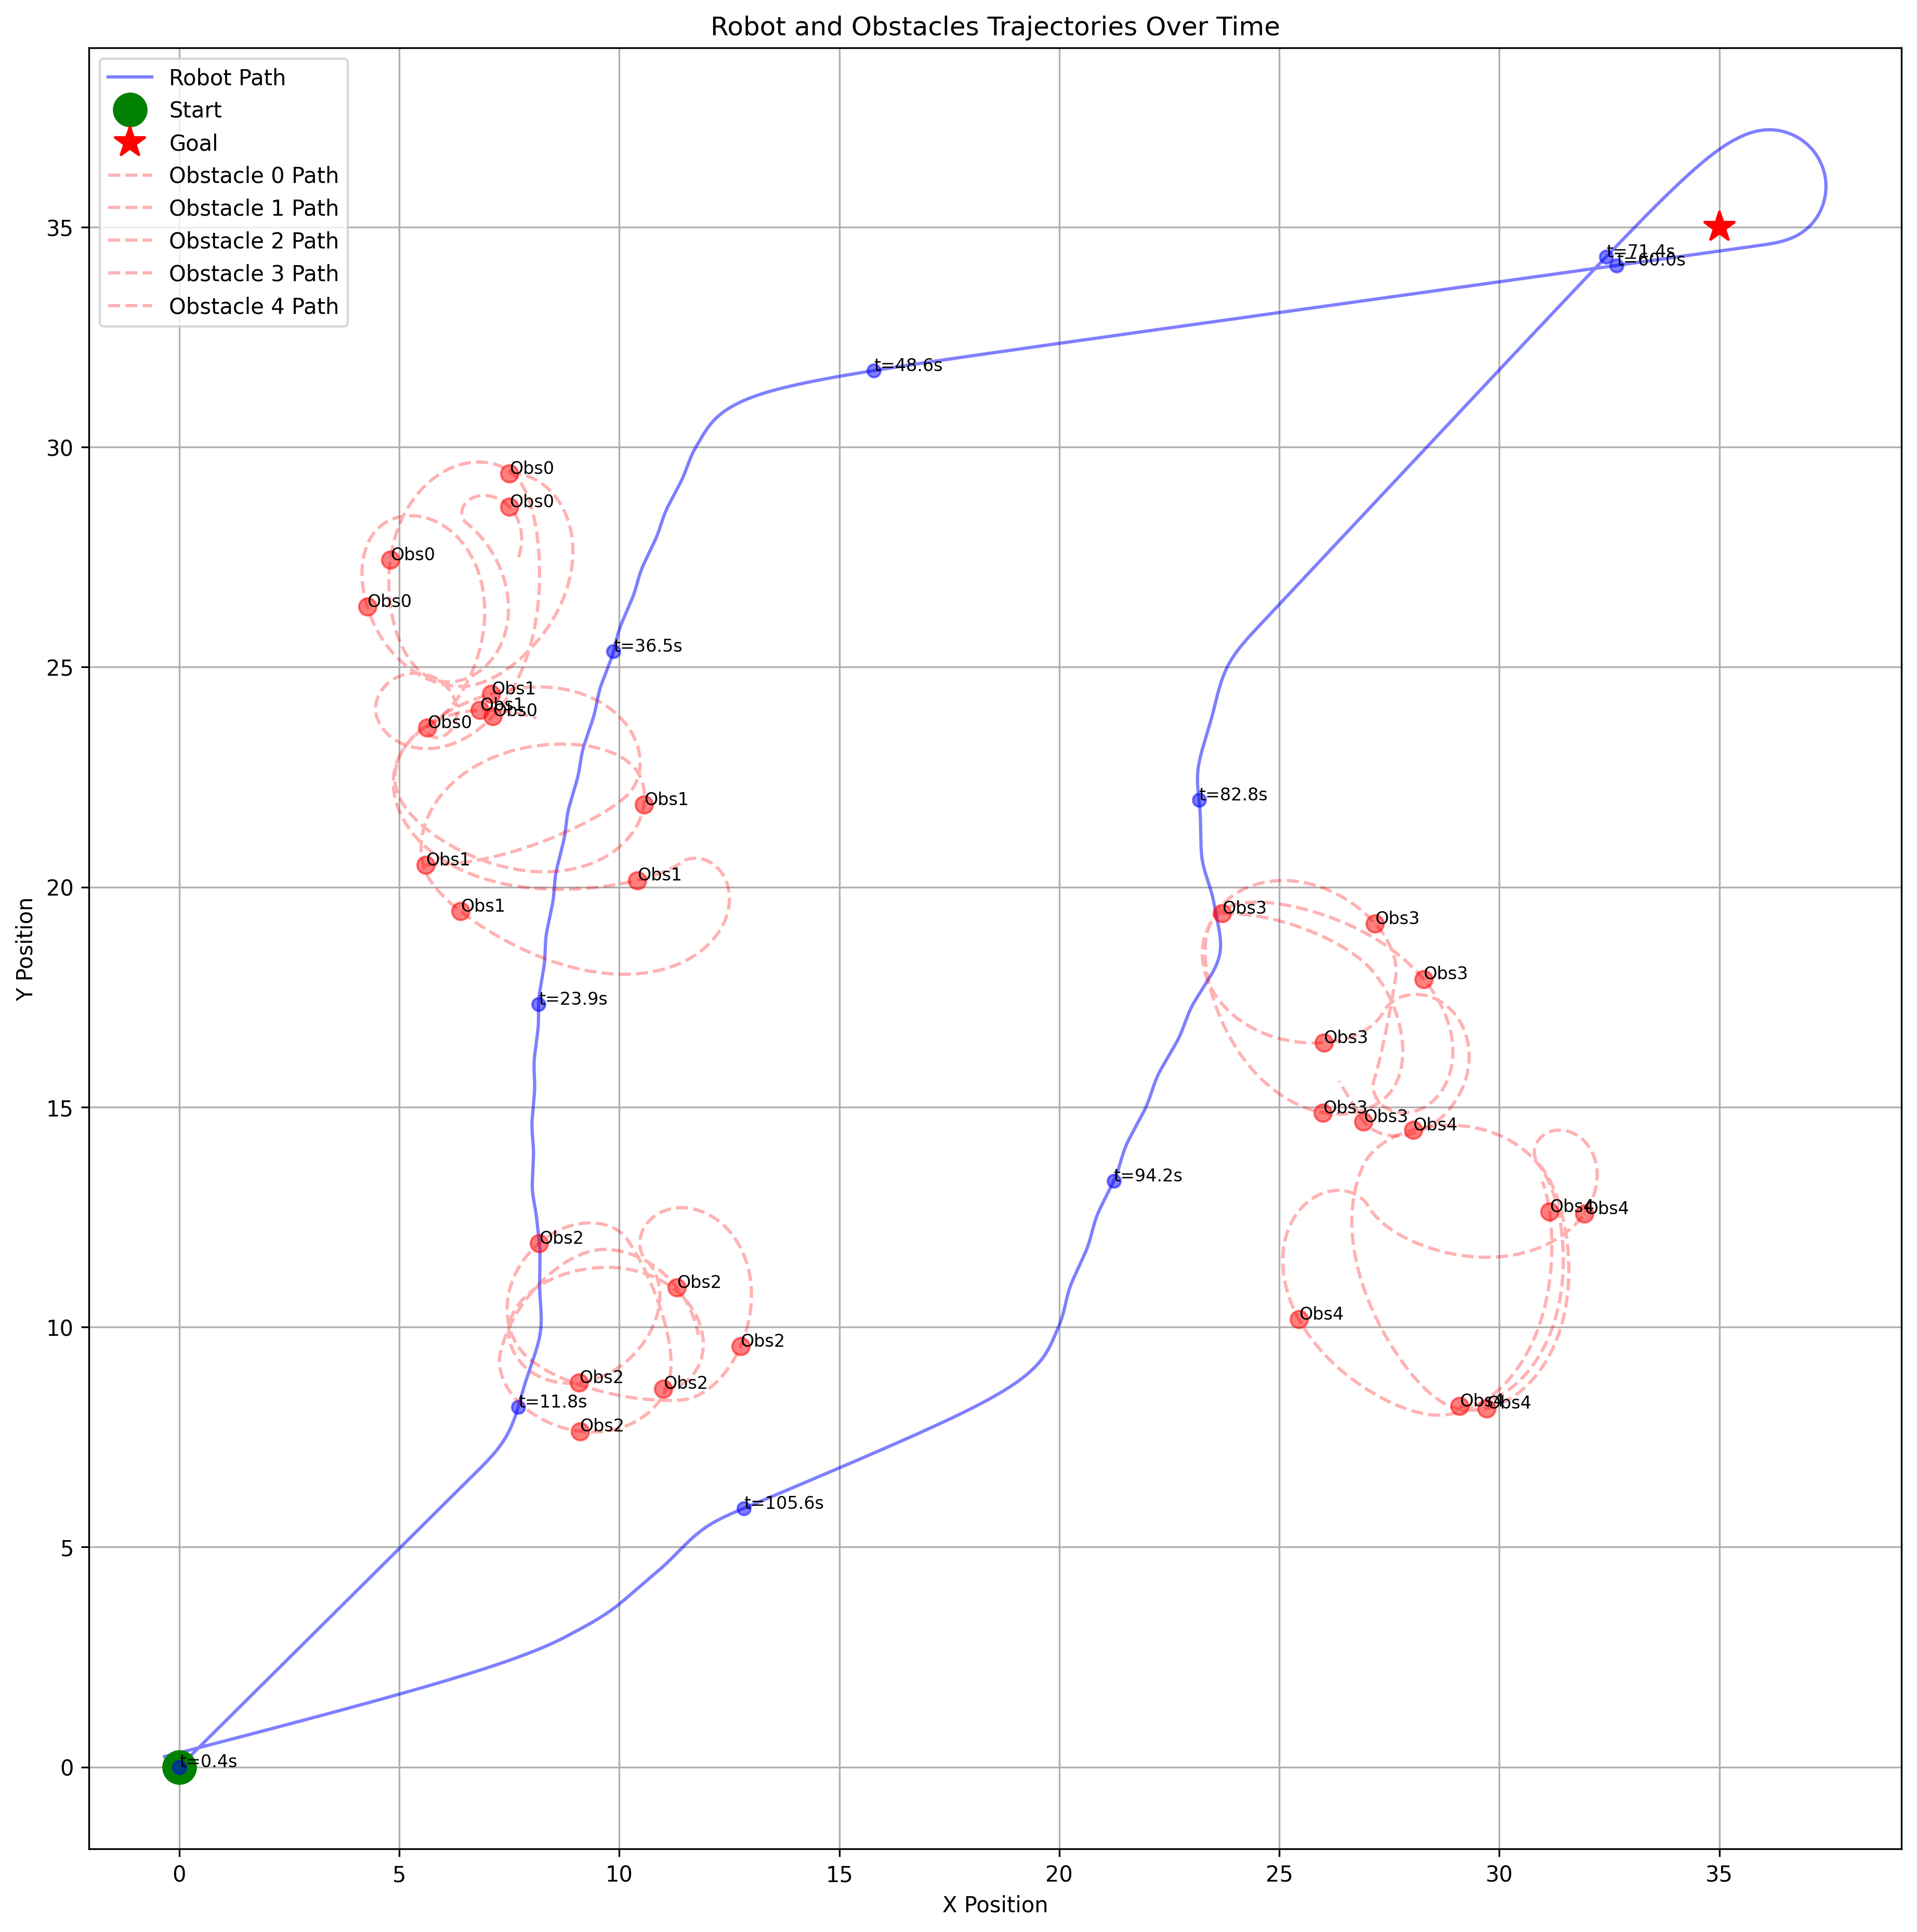 Robot and Obstacles Trajectories Over Time
Robot Path
Start
Goal
Obstacle 0 Path
Obstacle 1 Path
Obstacle 2 Path
Obstacle 3 Path
Obstacle 4 Path
35
30
25
20
15
10
5
0
Y Position
t=71.4s
t=60.0s
t=48.6s
Obs0
Obs0
Obs0
Obs0
t=36.5s
Obs1
Obs1
Obs0
Obs0
Obs1
t=82.8s
Obs1
Obs1
Obs1
Obs3
Obs3
Obs3
t=23.9s
Obs3
Obs3
Obs3
Obs4
t=94.2s
Obs4
Obs4
Obs2
Obs2
Obs4
Obs2
Obs2
Obs2
t=11.8s
Obs4
Obs4
Obs2
t=105.6s
t=0.4s
0
5
10
15
20
25
30
35
X Position